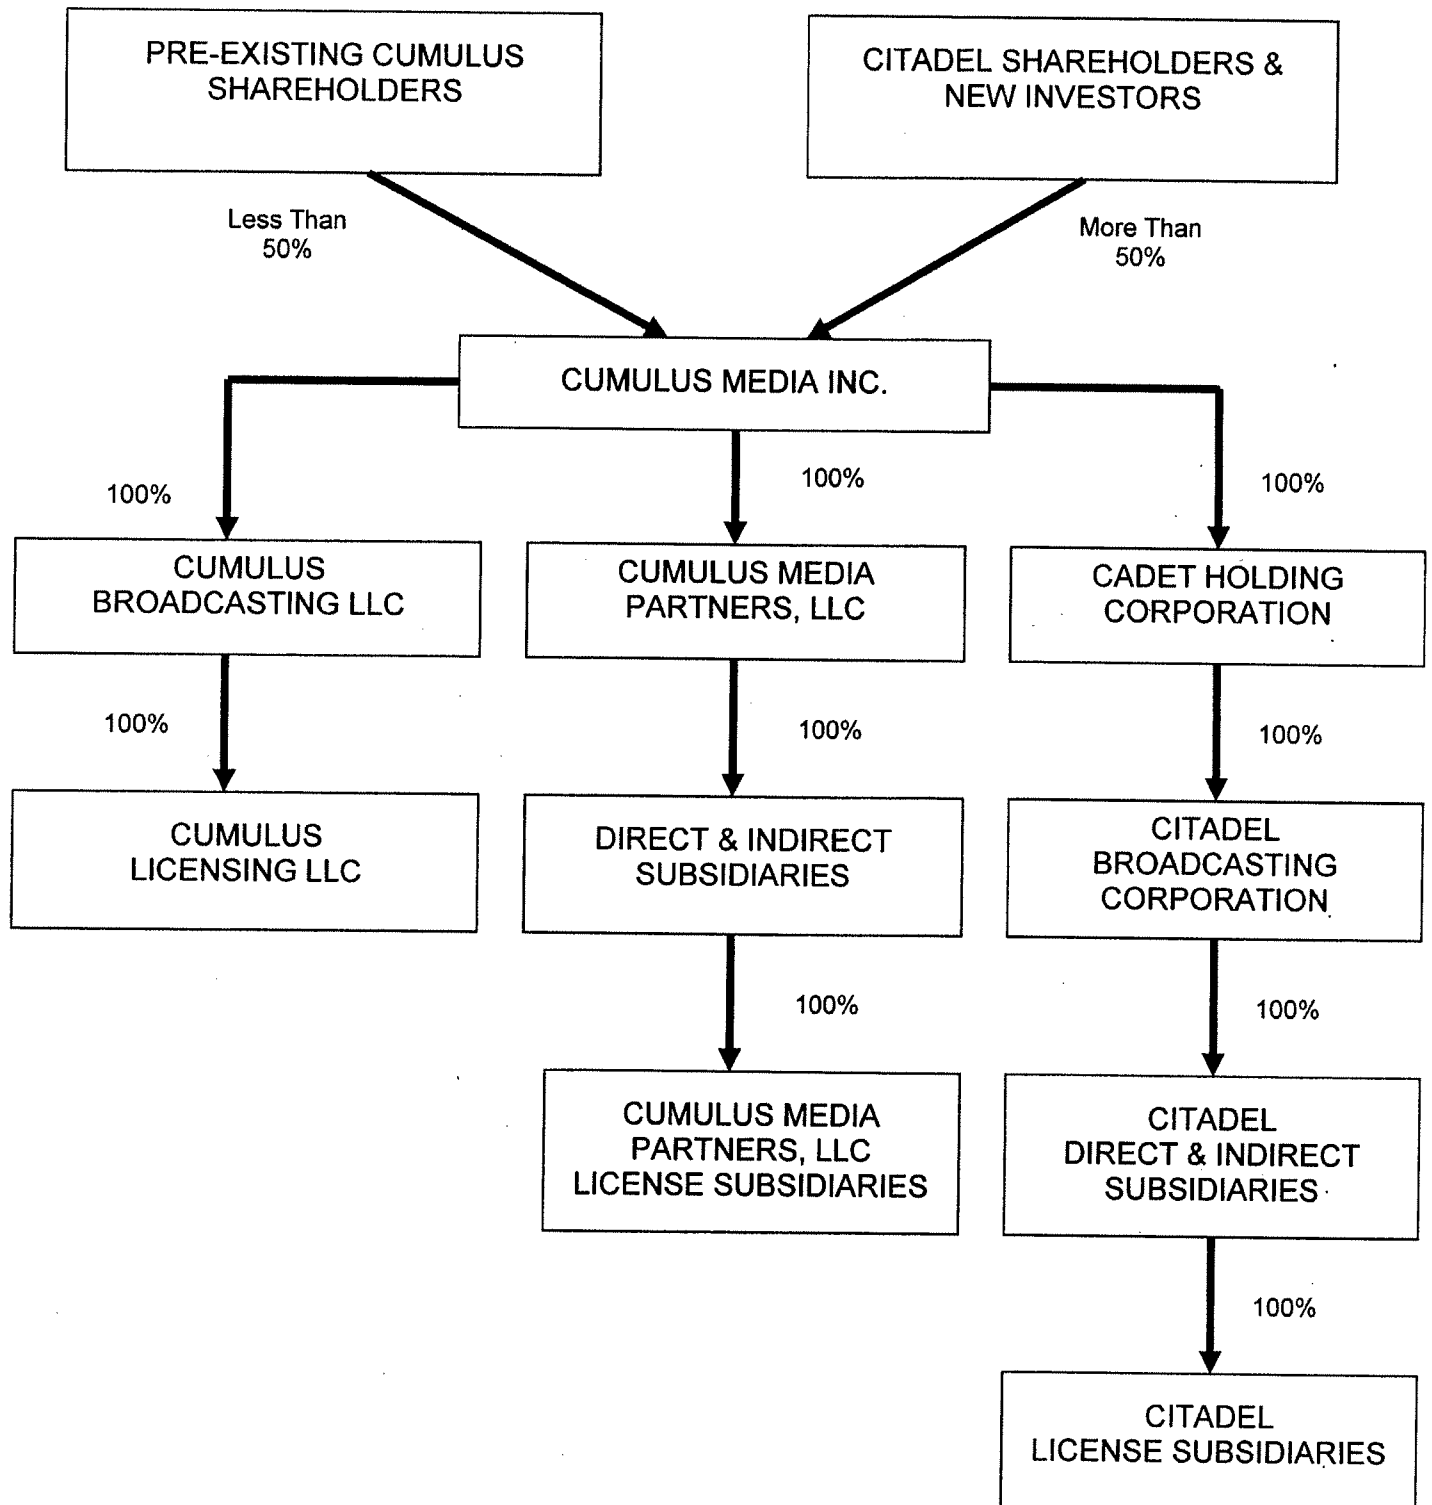 PRE-EXISTING CUMULUS
SHAREHOLDERS
CITADEL SHAREHOLDERS &
NEW INVESTORS
Less Than
50%
More Than
50%
CUMULUS MEDIA INC.
100%
100%
100%
CUMULUS
BROADCASTING LLC
CUMULUS MEDIA
PARTNERS, LLC
CADET HOLDING
CORPORATION
100%
100%
100%
CUMULUS
LICENSING LLC
DIRECT & INDIRECT
SUBSIDIARIES
CITADEL
BROADCASTING
CORPORATION
100%
100%
CUMULUS MEDIA
PARTNERS, LLC
LICENSE SUBSIDIARIES
CITADEL
DIRECT & INDIRECT
SUBSIDIARIES
100%
CITADEL
LICENSE SUBSIDIARIES